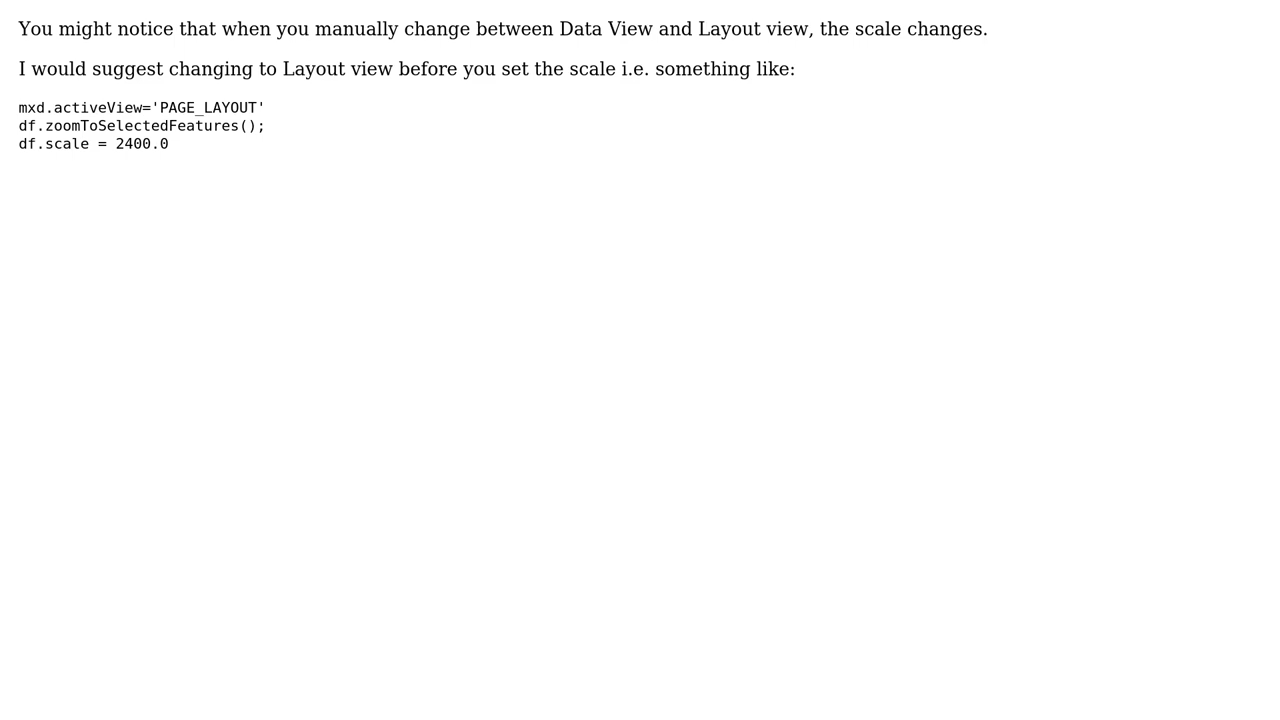 You might notice that when you manually change between Data View and Layout view, the scale changes.
I would suggest changing to Layout view before you set the scale i.e. something like:
mxd.activeView='PAGE_LAYOUT'
df.zoomToSelectedFeatures();
df.scale = 2400.0